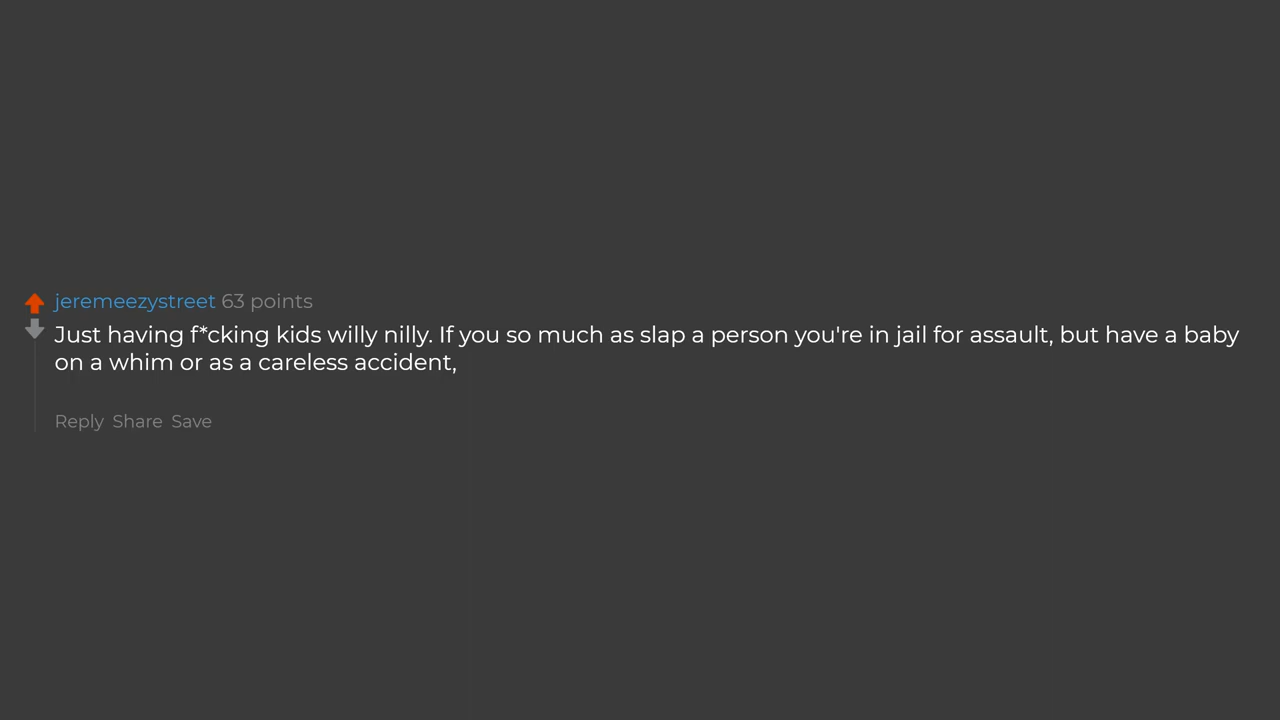 jeremeezystreet 63 points
Just having f*cking kids willy nilly. If you so much as slap a person you're in jail for assault, but have a baby
on a whim or as a careless accident,
Reply Share Save